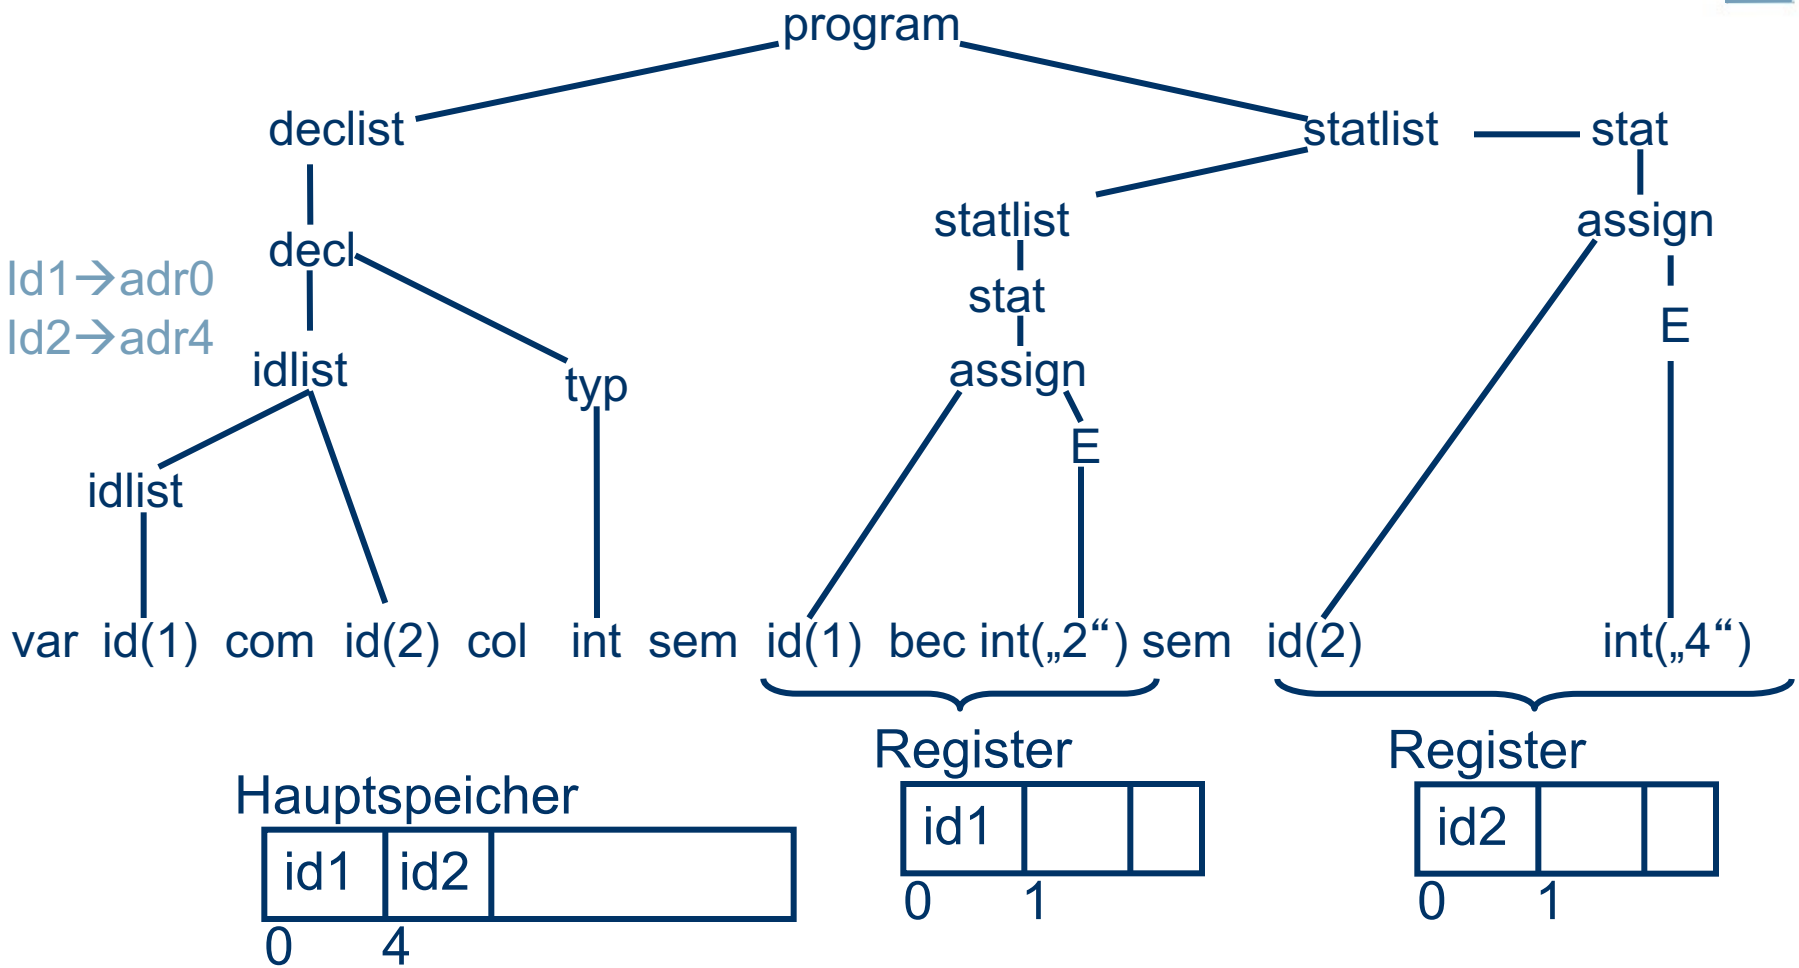 program
declist
statlist
stat
statlist
assign
decl
Id1→adr0
stat
E
Id2→adr4
idlist
typ
assign
E
idlist
var id(1) com id(2) col int sem id(1) bec int(„2“) sem id(2) int(„4“)
Register
Register
Hauptspeicher
id1
id2
id1 id2
0 1
0 1
0 4